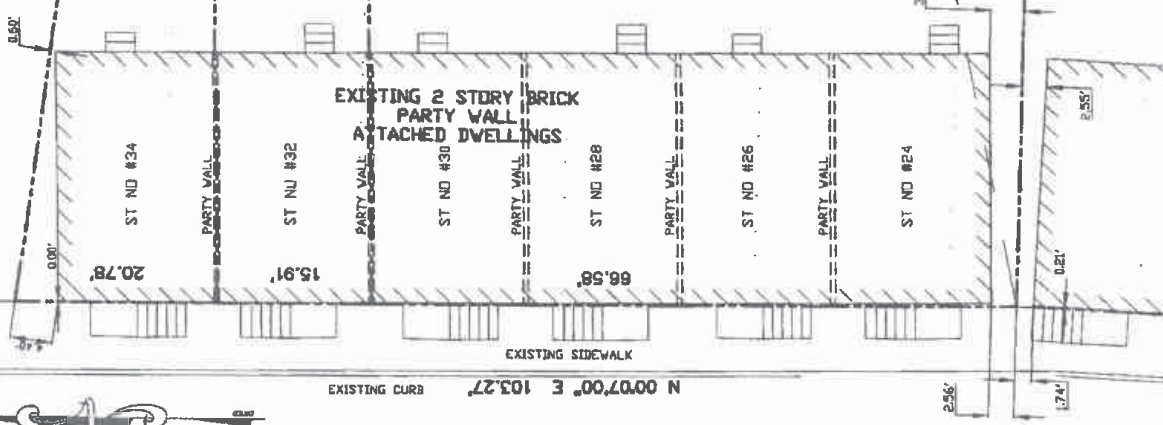 0.60'
EXISTING 2 STORY BRICK
PARTY WALL
ATTACHED DWELLINGS
2.55'
ST NO #34
PARTY WALL
ST NO #32
PARTY WALL
ST NO #30
PARTY WALL
ST NO #28
PARTY WALL
ST NO #26
PARTY WALL
ST NO #24
0.00'
20.78'
15.91'
66.58'
0.21'
EXISTING SIDEWALK
EXISTING CURB
N 00°07'00" E 103.27'
2.56'
1.74'